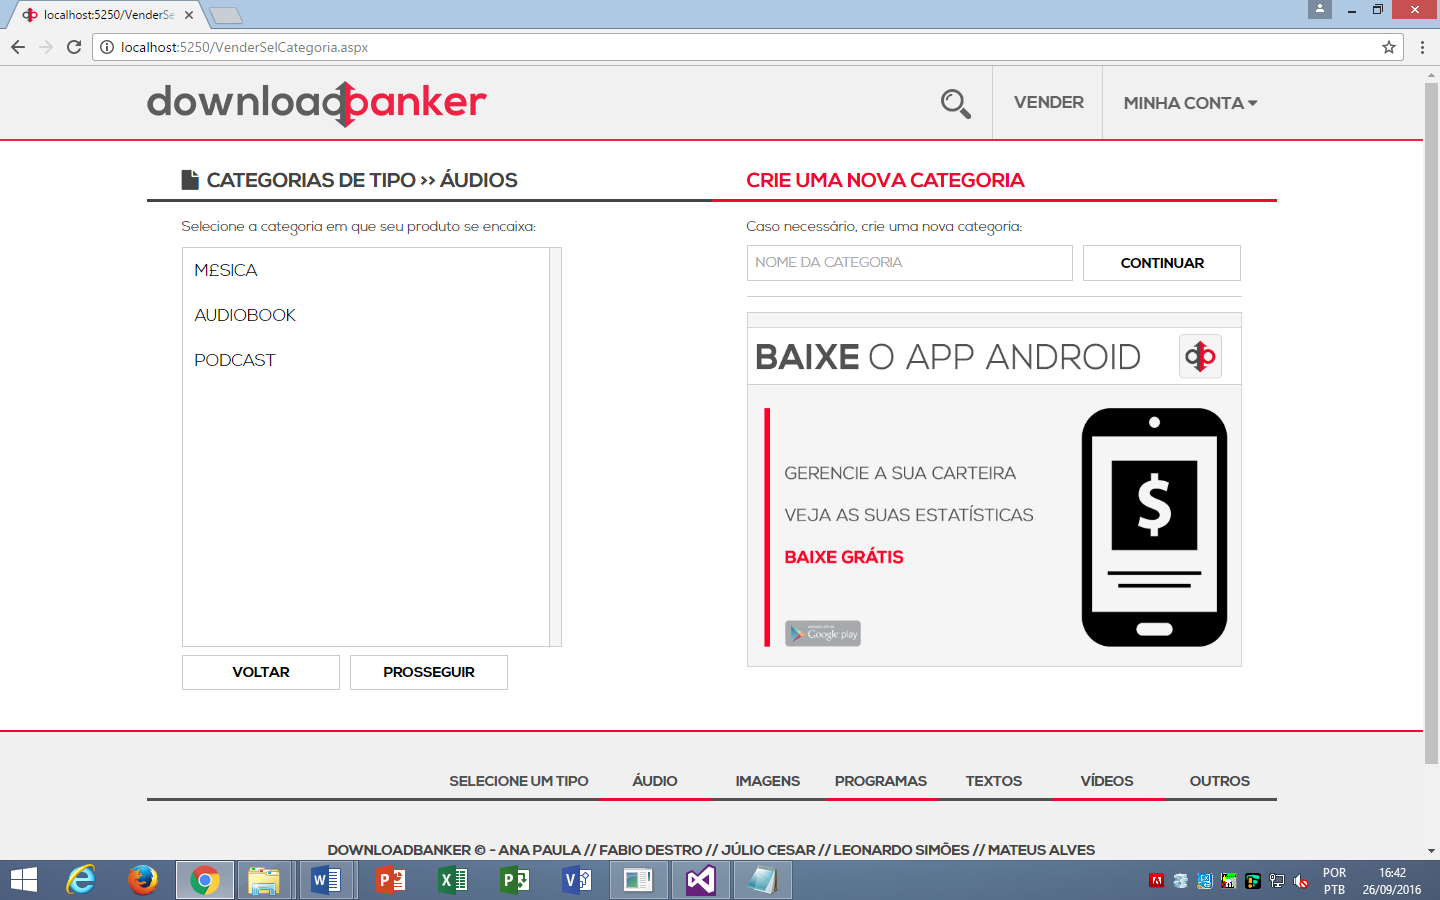 localhost:5250/VenderSe
localhost:5250/VenderSelCategoria.aspx
downloadbanker
VENDER
MINHA CONTA
CATEGORIAS DE TIPO >> ÁUDIOS
CRIE UMA NOVA CATEGORIA
Selecione a categoria em que seu produto se encaixa:
Caso necessário, crie uma nova categoria:
M£SICA
AUDIOBOOK
PODCAST
NOME DA CATEGORIA
CONTINUAR
BAIXE O APP ANDROID
GERENCIE A SUA CARTEIRA
VEJA AS SUAS ESTATÍSTICAS
BAIXE GRÁTIS
$
Google play
VOLTAR
PROSSEGUIR
SELECIONE UM TIPO
ÁUDIO
IMAGENS
PROGRAMAS
TEXTOS
VÍDEOS
OUTROS
DOWNLOADBANKER © - ANA PAULA // FABIO DESTRO // JÚLIO CESAR // LEONARDO SIMÕES // MATEUS ALVES
POR
PTB
16:42
26/09/2016